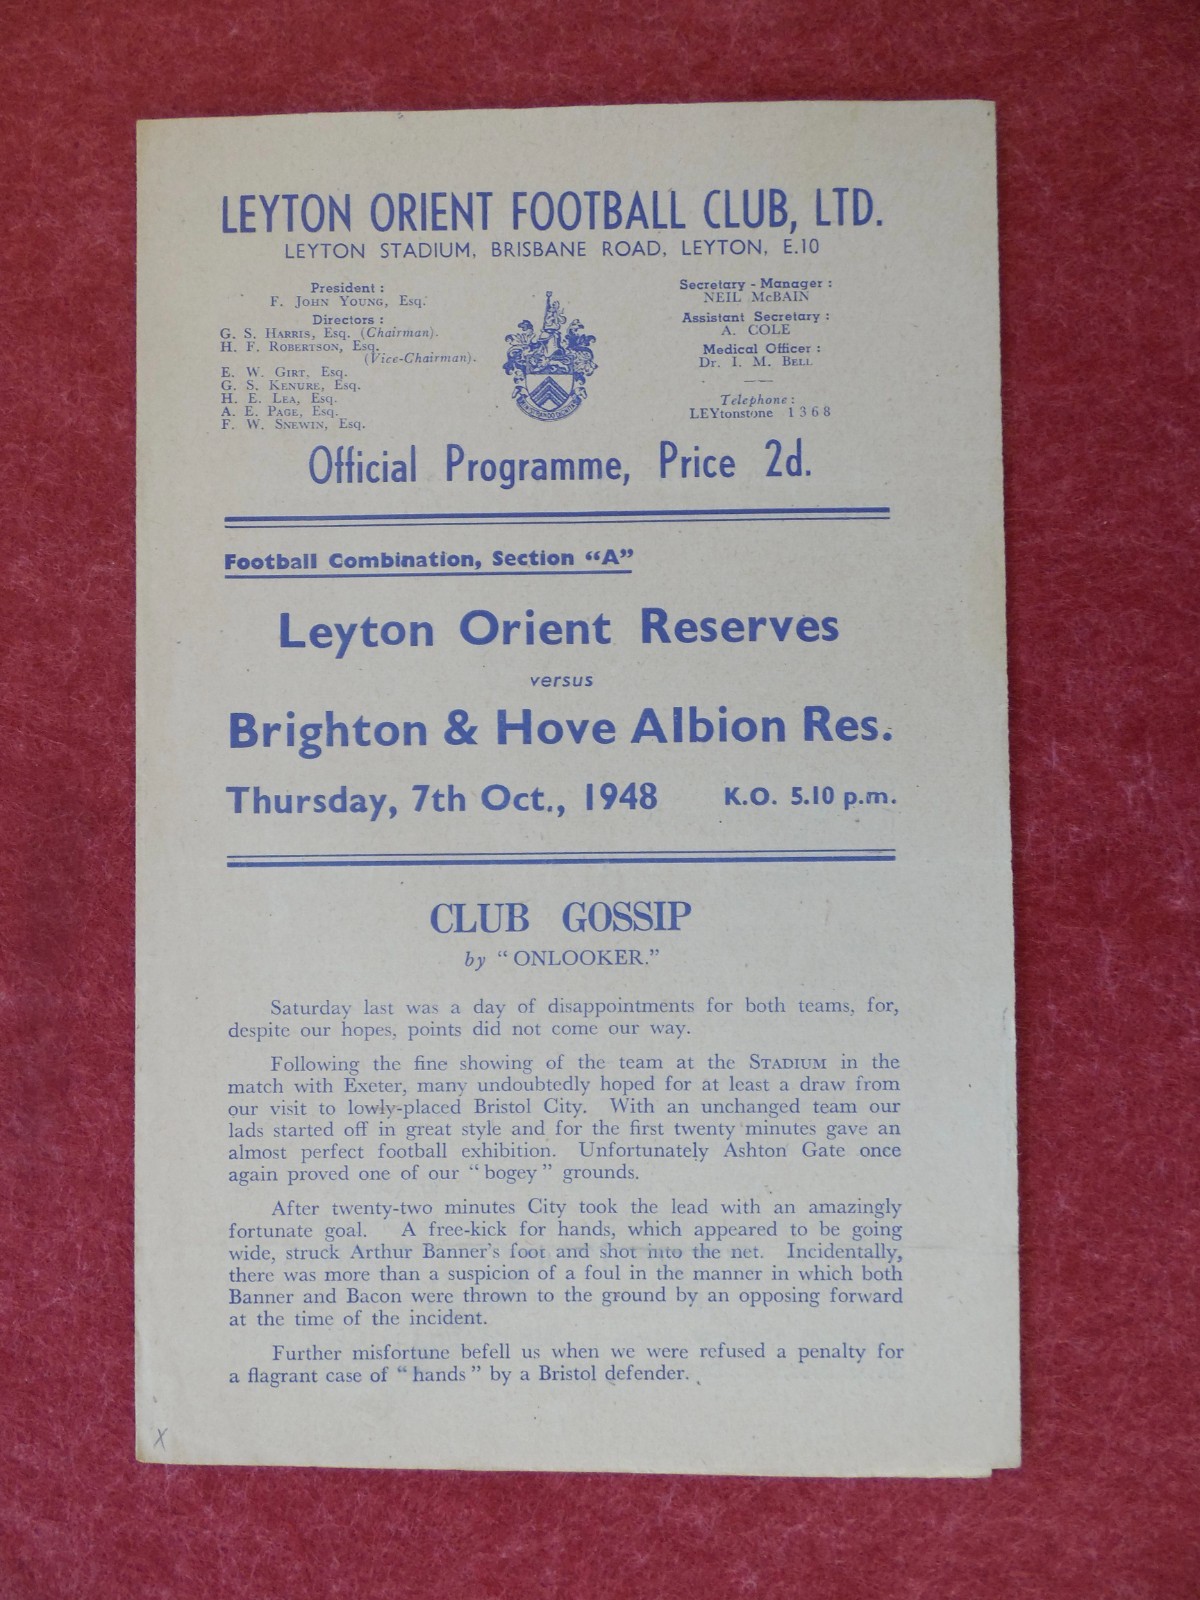 LEYTON ORIENT FOOTBALL CLUB, LTD.
LEYTON STADIUM, BRISBANE ROAD, LEYTON, E.10
President :
F. JOHN YOUNG, Esq.
Directors :
G. S. HARRIS, Esq. (Chairman).
H. F. ROBERTSON, Esq.
(Vice-Chairman).
E. W. GIRT, Esq.
G. S. KENURE, Esq.
H. E. LEA, Esq.
A. E. PAGE, Esq.
F. W. SNEWIN, Esq.
Secretary - Manager :
NEIL McBAIN
Assistant Secretary :
A. COLE
Medical Officer :
Dr. I. M. BELL
Telephone :
LEYtonstone 1368
Official Programme, Price 2d.
Football Combination, Section “A”
Leyton Orient Reserves
versus
Brighton & Hove Albion Res.
Thursday, 7th Oct., 1948 K.O. 5.10 p.m.
CLUB GOSSIP
by “ONLOOKER.”
Saturday last was a day of disappointments for both teams, for,
despite our hopes, points did not come our way.
Following the fine showing of the team at the STADIUM in the
match with Exeter, many undoubtedly hoped for at least a draw from
our visit to lowly-placed Bristol City. With an unchanged team our
lads started off in great style and for the first twenty minutes gave an
almost perfect football exhibition. Unfortunately Ashton Gate once
again proved one of our “bogey” grounds.
After twenty-two minutes City took the lead with an amazingly
fortunate goal. A free-kick for hands, which appeared to be going
wide, struck Arthur Banner's foot and shot into the net. Incidentally,
there was more than a suspicion of a foul in the manner in which both
Banner and Bacon were thrown to the ground by an opposing forward
at the time of the incident.
Further misfortune befell us when we were refused a penalty for
a flagrant case of “hands” by a Bristol defender.
X